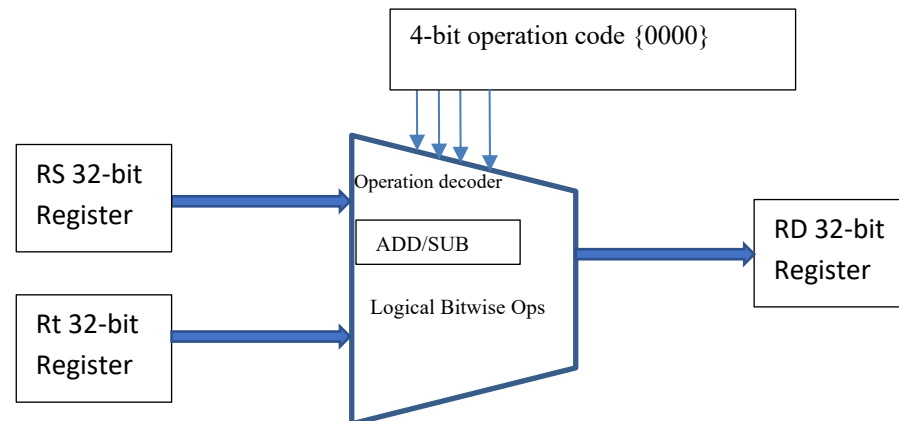 4-bit operation code {0000}
RS 32-bit
Register
Operation decoder
ADD/SUB
RD 32-bit
Register
Logical Bitwise Ops
Rt 32-bit
Register